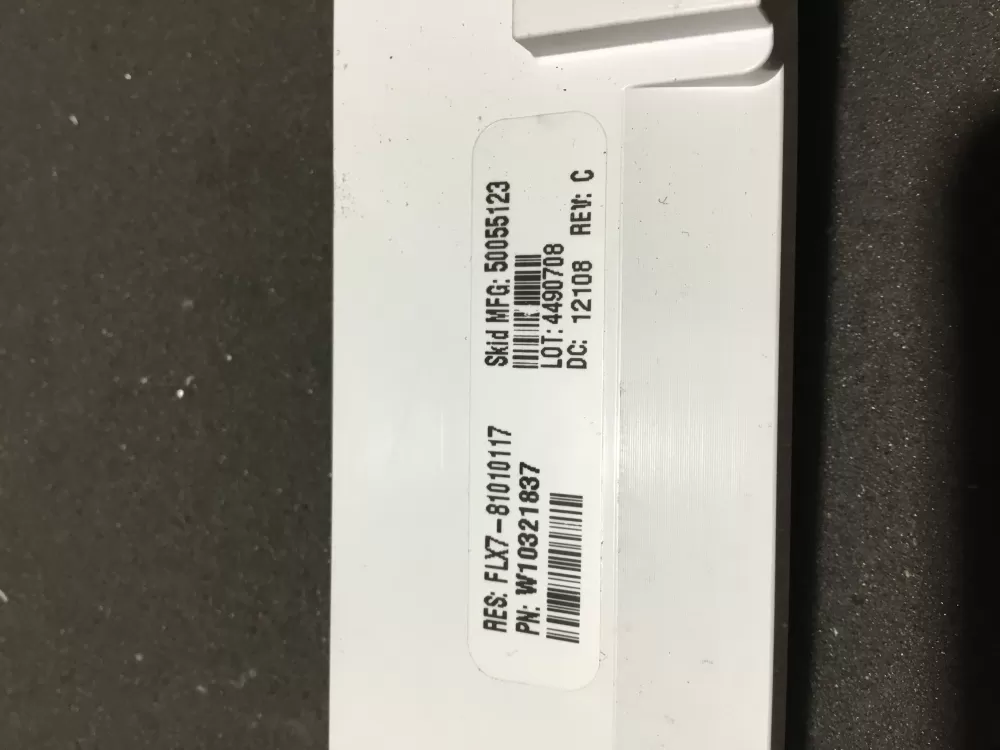 RES: FLX7-81010117
PN: W10321837
Skid MFG: 50055123
LOT: 4490708
DC: 12108 REV: C